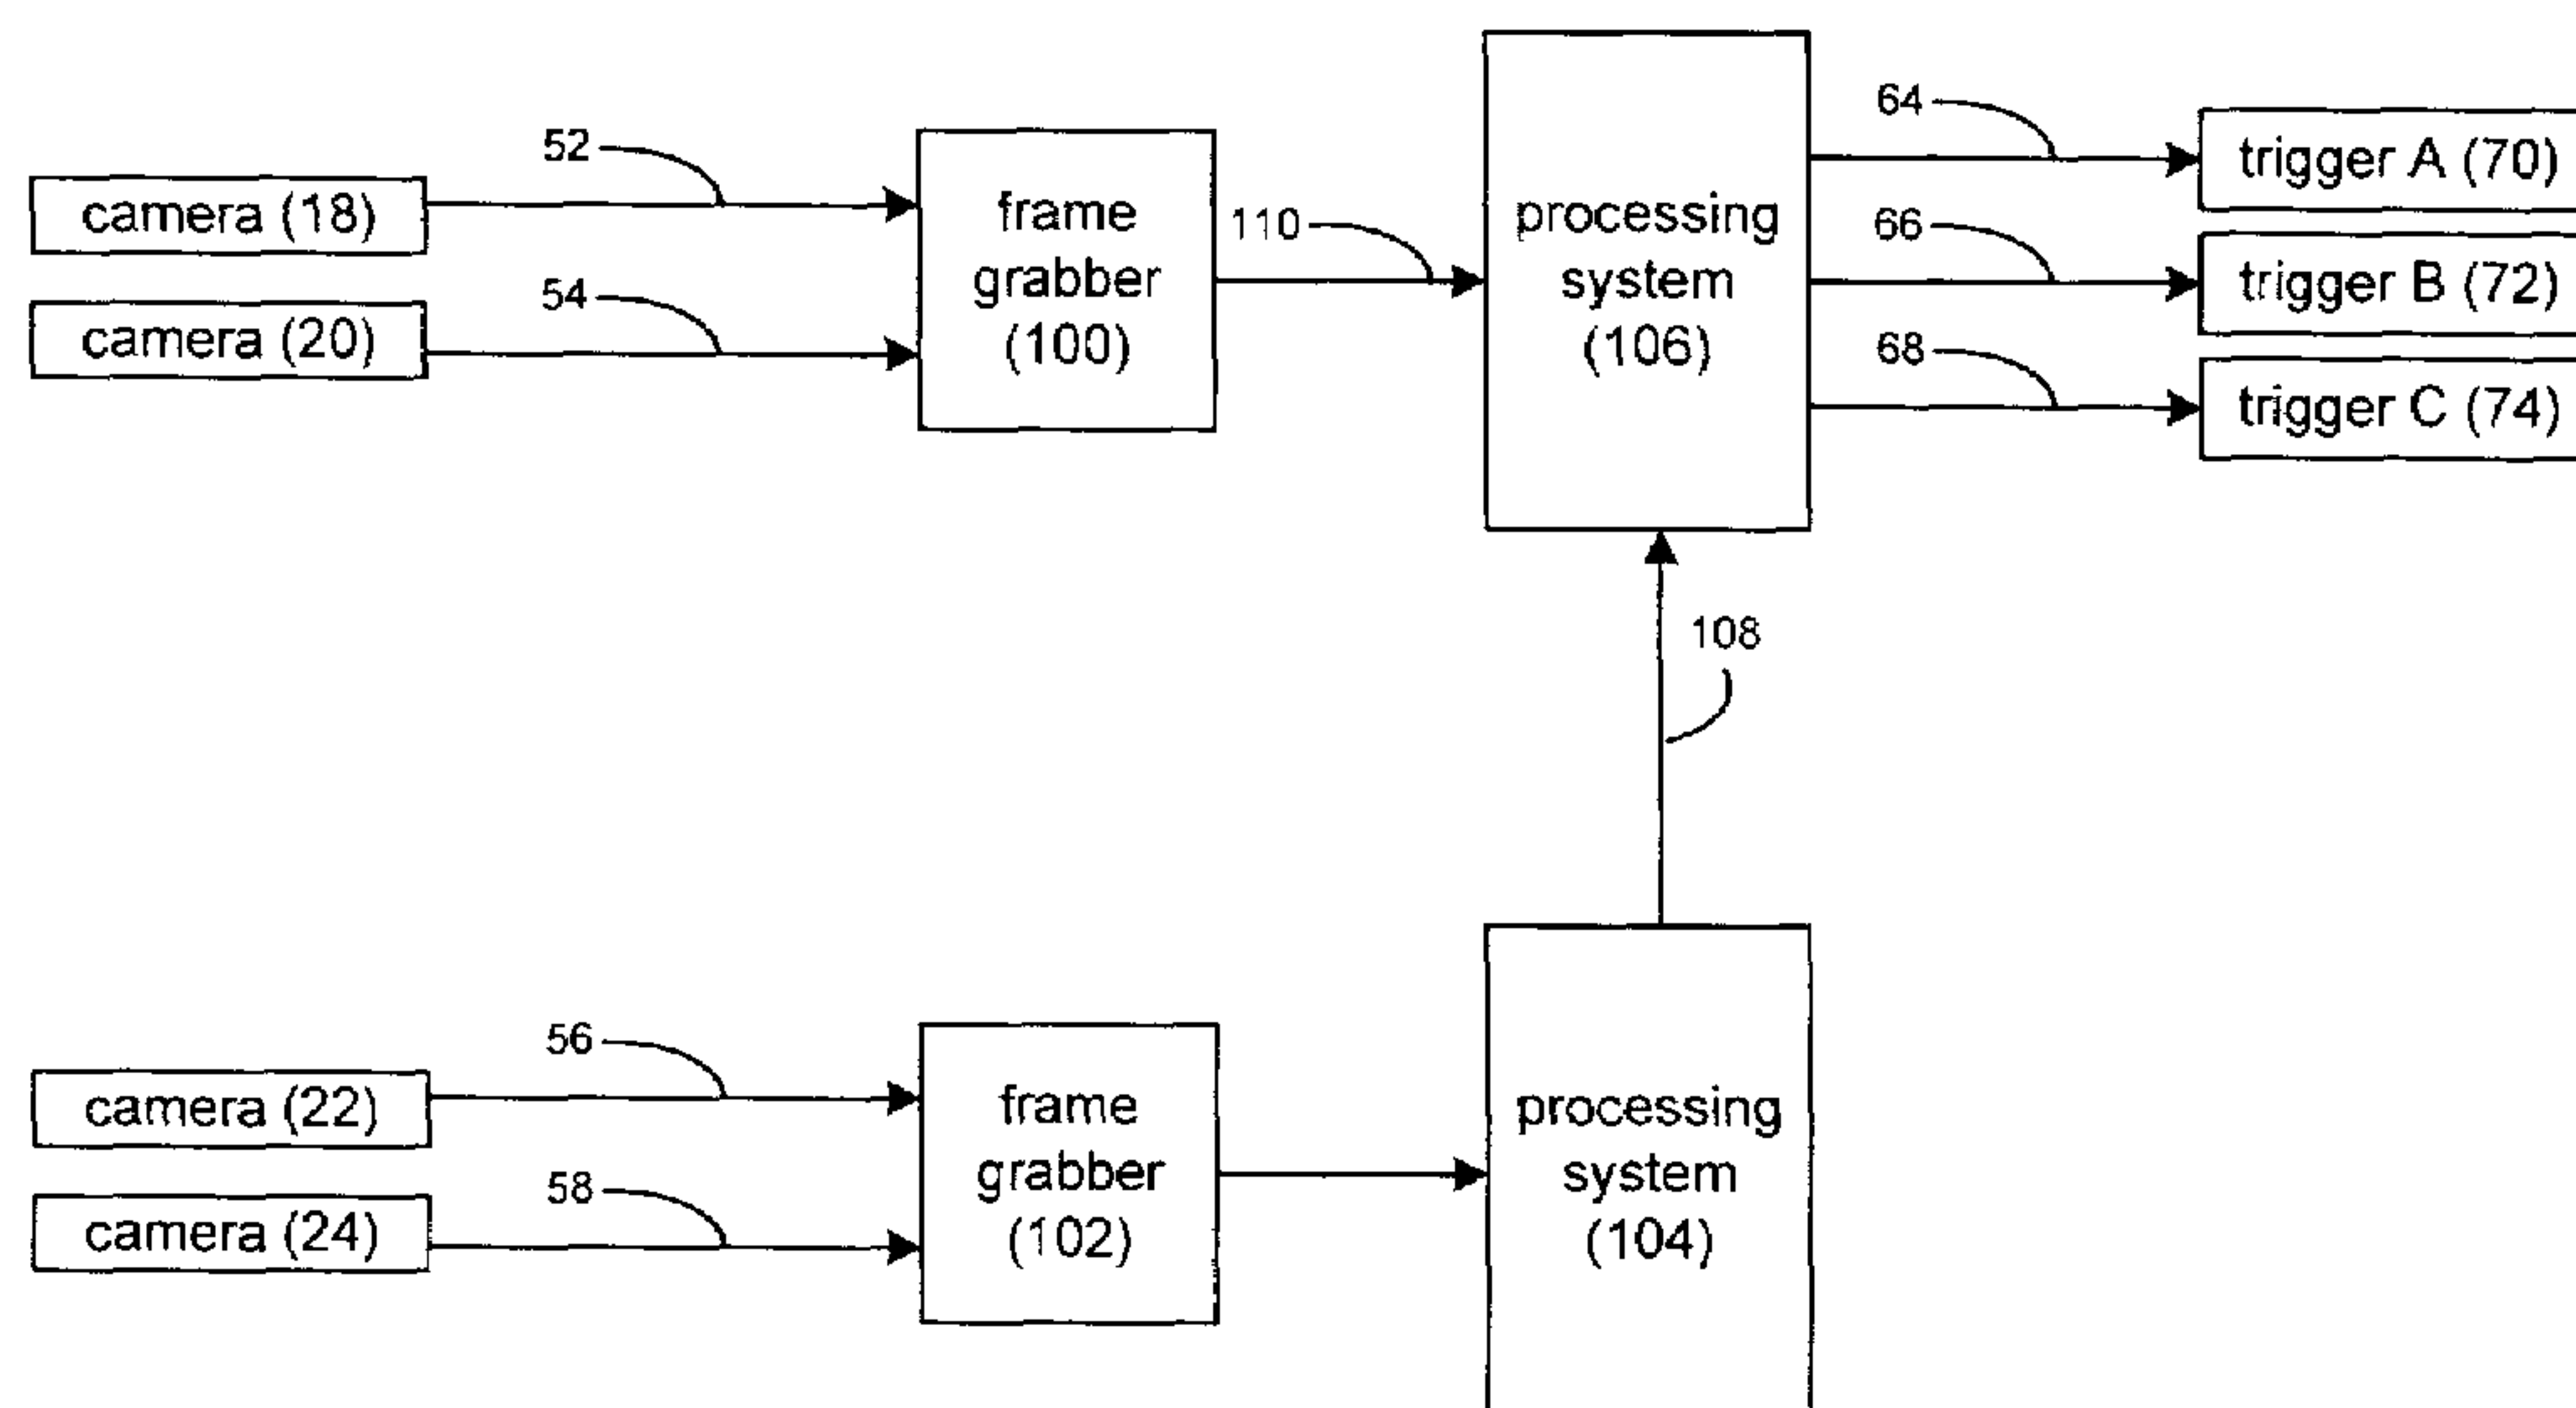 camera (18)
camera (20)
52
54
frame
grabber
(100)
110
processing
system
(106)
64
66
68
trigger A (70)
trigger B (72)
trigger C (74)
108
camera (22)
camera (24)
56
58
frame
grabber
(102)
processing
system
(104)